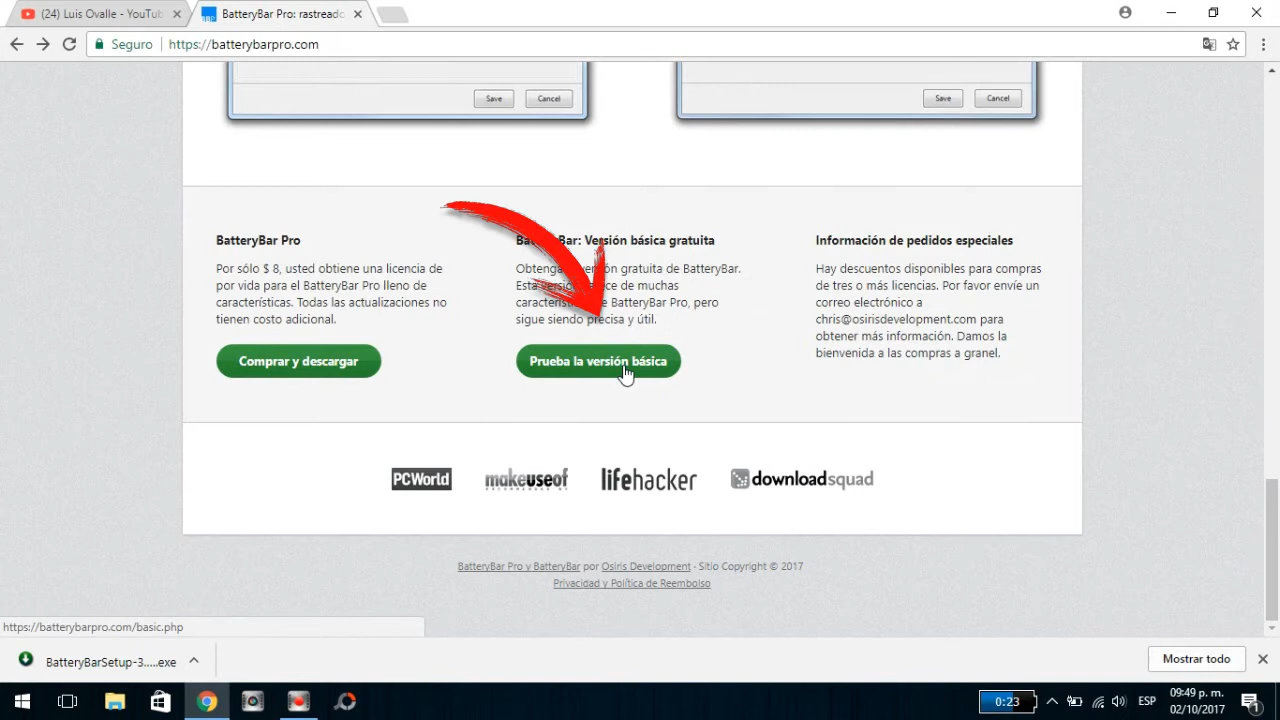 (24) Luis Ovalle - YouTub
BatteryBar Pro: rastreado
Seguro
https://batterybarpro.com
Save
Cancel
Save
Cancel
BatteryBar Pro
Por sólo $ 8, usted obtiene una licencia de
por vida para el BatteryBar Pro lleno de
características. Todas las actualizaciones no
tienen costo adicional.
Comprar y descargar
Versión básica gratuita
gratuita de BatteryBar.
Esta de muchas
BatteryBar Pro, pero
sigue siendo precisa y útil.
Prueba la versión básica
Información de pedidos especiales
Hay descuentos disponibles para compras
de tres o más licencias. Por favor envíe un
correo electrónico a
chris@osirisdevelopment.com para
obtener más información. Damos la
bienvenida a las compras a granel.
PCWorld
makeuseof
lifehacker
downloadsquad
BatteryBar Pro y BatteryBar por Osiris Development · Sitio Copyright © 2017
Privacidad y Política de Reembolso
https://batterybarpro.com/basic.php
BatteryBarSetup-3.....exe
Mostrar todo
0:23
ESP
09:49 p. m.
02/10/2017
1